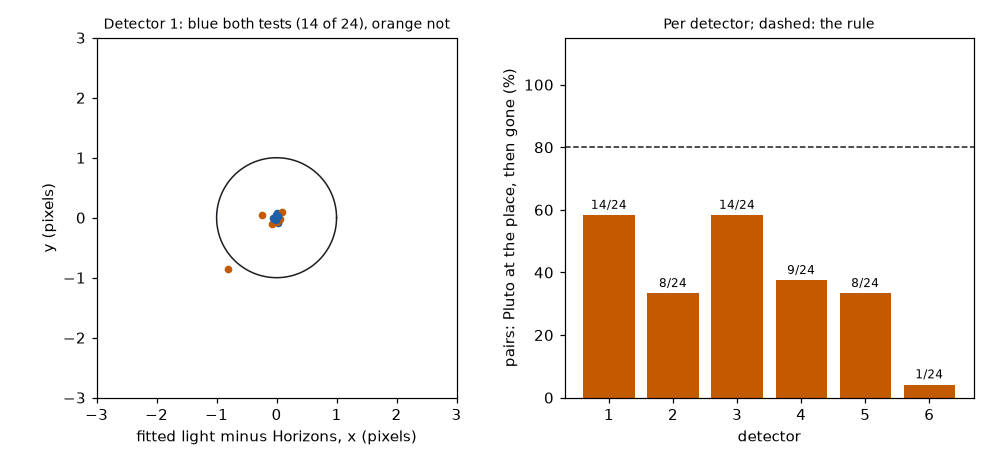 Detector 1: blue both tests (14 of 24), orange not
3
2
1
0
−1
−2
−3
y (pixels)
−3 −2 −1 0 1 2 3
fitted light minus Horizons, x (pixels)
Per detector; dashed: the rule
100
80
60
40
20
0
pairs: Pluto at the place, then gone (%)
14/24 8/24 14/24 9/24 8/24 1/24
1 2 3 4 5 6
detector